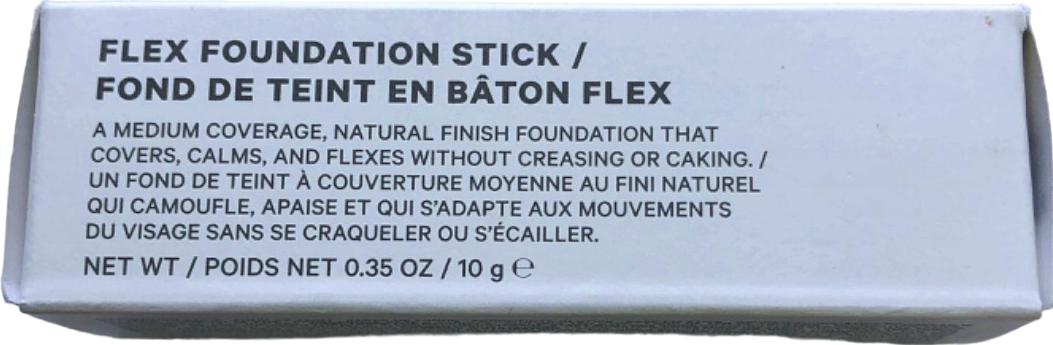 FLEX FOUNDATION STICK /
FOND DE TEINT EN BÂTON FLEX
A MEDIUM COVERAGE, NATURAL FINISH FOUNDATION THAT
COVERS, CALMS, AND FLEXES WITHOUT CREASING OR CAKING. /
UN FOND DE TEINT À COUVERTURE MOYENNE AU FINI NATUREL
QUI CAMOUFLE, APAISE ET QUI S'ADAPTE AUX MOUVEMENTS
DU VISAGE SANS SE CRAQUELER OU S'ÉCAILLER.
NET WT / POIDS NET 0.35 OZ / 10 g ℮